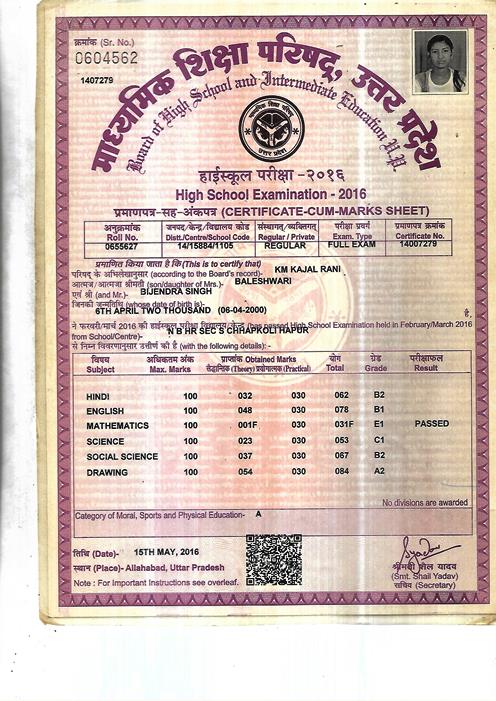 क्रमांक (Sr. No.)
0604562
1407279
माध्यमिक शिक्षा परिषद्, उत्तर प्रदेश
Board of High School and Intermediate Education U.P.
हाईस्कूल परीक्षा -२०१६
High School Examination - 2016
प्रमाणपत्र-सह-अंकपत्र (CERTIFICATE-CUM-MARKS SHEET)
अनुक्रमांक जनपद/केन्द्र/विद्यालय कोड संस्थागत/व्यक्तिगत परीक्षा प्रवर्ग प्रमाणपत्र क्रमांक
Roll No. Distt./Centre/School Code Regular / Private Exam. Type Certificate No.
0655627 14/15884/1105 REGULAR FULL EXAM 14007279
प्रमाणित किया जाता है कि (This is to certify that)
परिषद् के अभिलेखानुसार (according to the Board's record)- KM KAJAL RANI
आत्मज/आत्मजा श्रीमती (son/daughter of Mrs.) BALESHWARI
एवं श्री (and Mr.)- BIJENDRA SINGH
जिनकी जन्मतिथि (whose date of birth is)-
6TH APRIL TWO THOUSAND (06-04-2000) है,
ने फरवरी/मार्च 2016 की हाईस्कूल परीक्षा विद्यालय/केन्द्र (has passed High School Examination held in February/March 2016
from School/Centre)- N B HR SEC S CHHAPKOLI HAPUR
से निम्न विवरणानुसार उत्तीर्ण की है (with the following details): -
विषय अधिकतम अंक प्राप्तांक Obtained Marks योग ग्रेड परीक्षाफल
Subject Max. Marks सैद्धान्तिक (Theory) प्रयोगात्मक (Practical) Total Grade Result
HINDI 100 032 030 062 B2
ENGLISH 100 048 030 078 B1
MATHEMATICS 100 001F 030 031F E1 PASSED
SCIENCE 100 023 030 053 C1
SOCIAL SCIENCE 100 037 030 067 B2
DRAWING 100 054 030 084 A2
No divisions are awarded
Category of Moral, Sports and Physical Education- A
तिथि (Date)- 15TH MAY, 2016
स्थान (Place)- Allahabad, Uttar Pradesh
Note : For Important Instructions see overleaf.
श्रीमती शैल यादव
(Smt. Shail Yadav)
सचिव (Secretary)